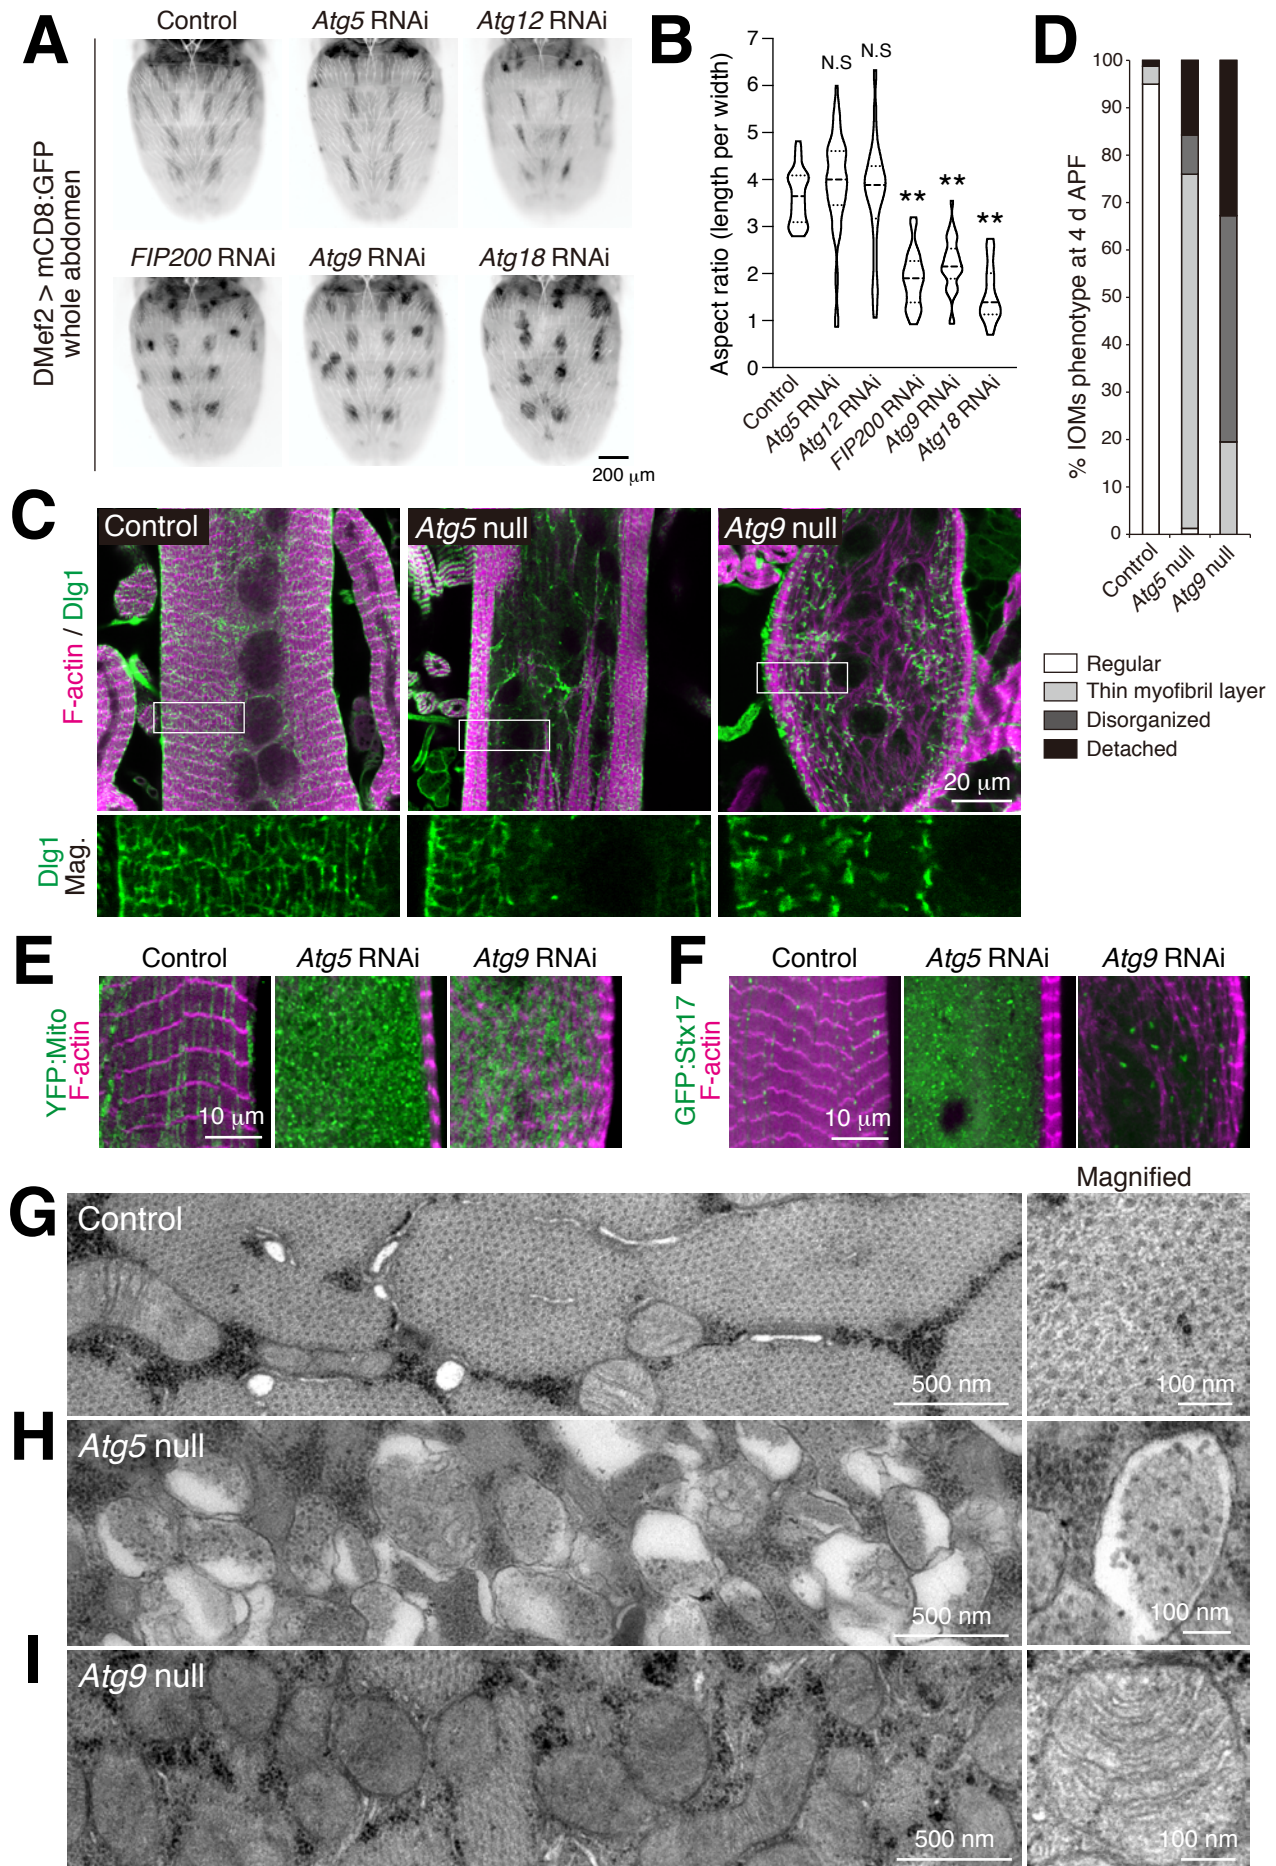 A
Control
Atg5 RNAi
Atg12 RNAi
DMef2 > mCD8:GFP
whole abdomen
FIP200 RNAi
Atg9 RNAi
Atg18 RNAi
200 μm
B
Aspect ratio (length per width)
7
6
5
4
3
2
1
0
N.S
N.S
**
**
**
Control
Atg5 RNAi
Atg12 RNAi
FIP200 RNAi
Atg9 RNAi
Atg18 RNAi
D
% IOMs phenotype at 4 d APF
100
90
80
70
60
50
40
30
20
10
0
Control
Atg5 null
Atg9 null
Regular
Thin myofibril layer
Disorganized
Detached
C
F-actin / Dlg1
Control
Atg5 null
Atg9 null
20 μm
Dlg1
Mag.
E
YFP:Mito
F-actin
Control
Atg5 RNAi
Atg9 RNAi
10 μm
F
GFP:Stx17
F-actin
Control
Atg5 RNAi
Atg9 RNAi
10 μm
Magnified
G
Control
500 nm
100 nm
H
Atg5 null
500 nm
100 nm
I
Atg9 null
500 nm
100 nm